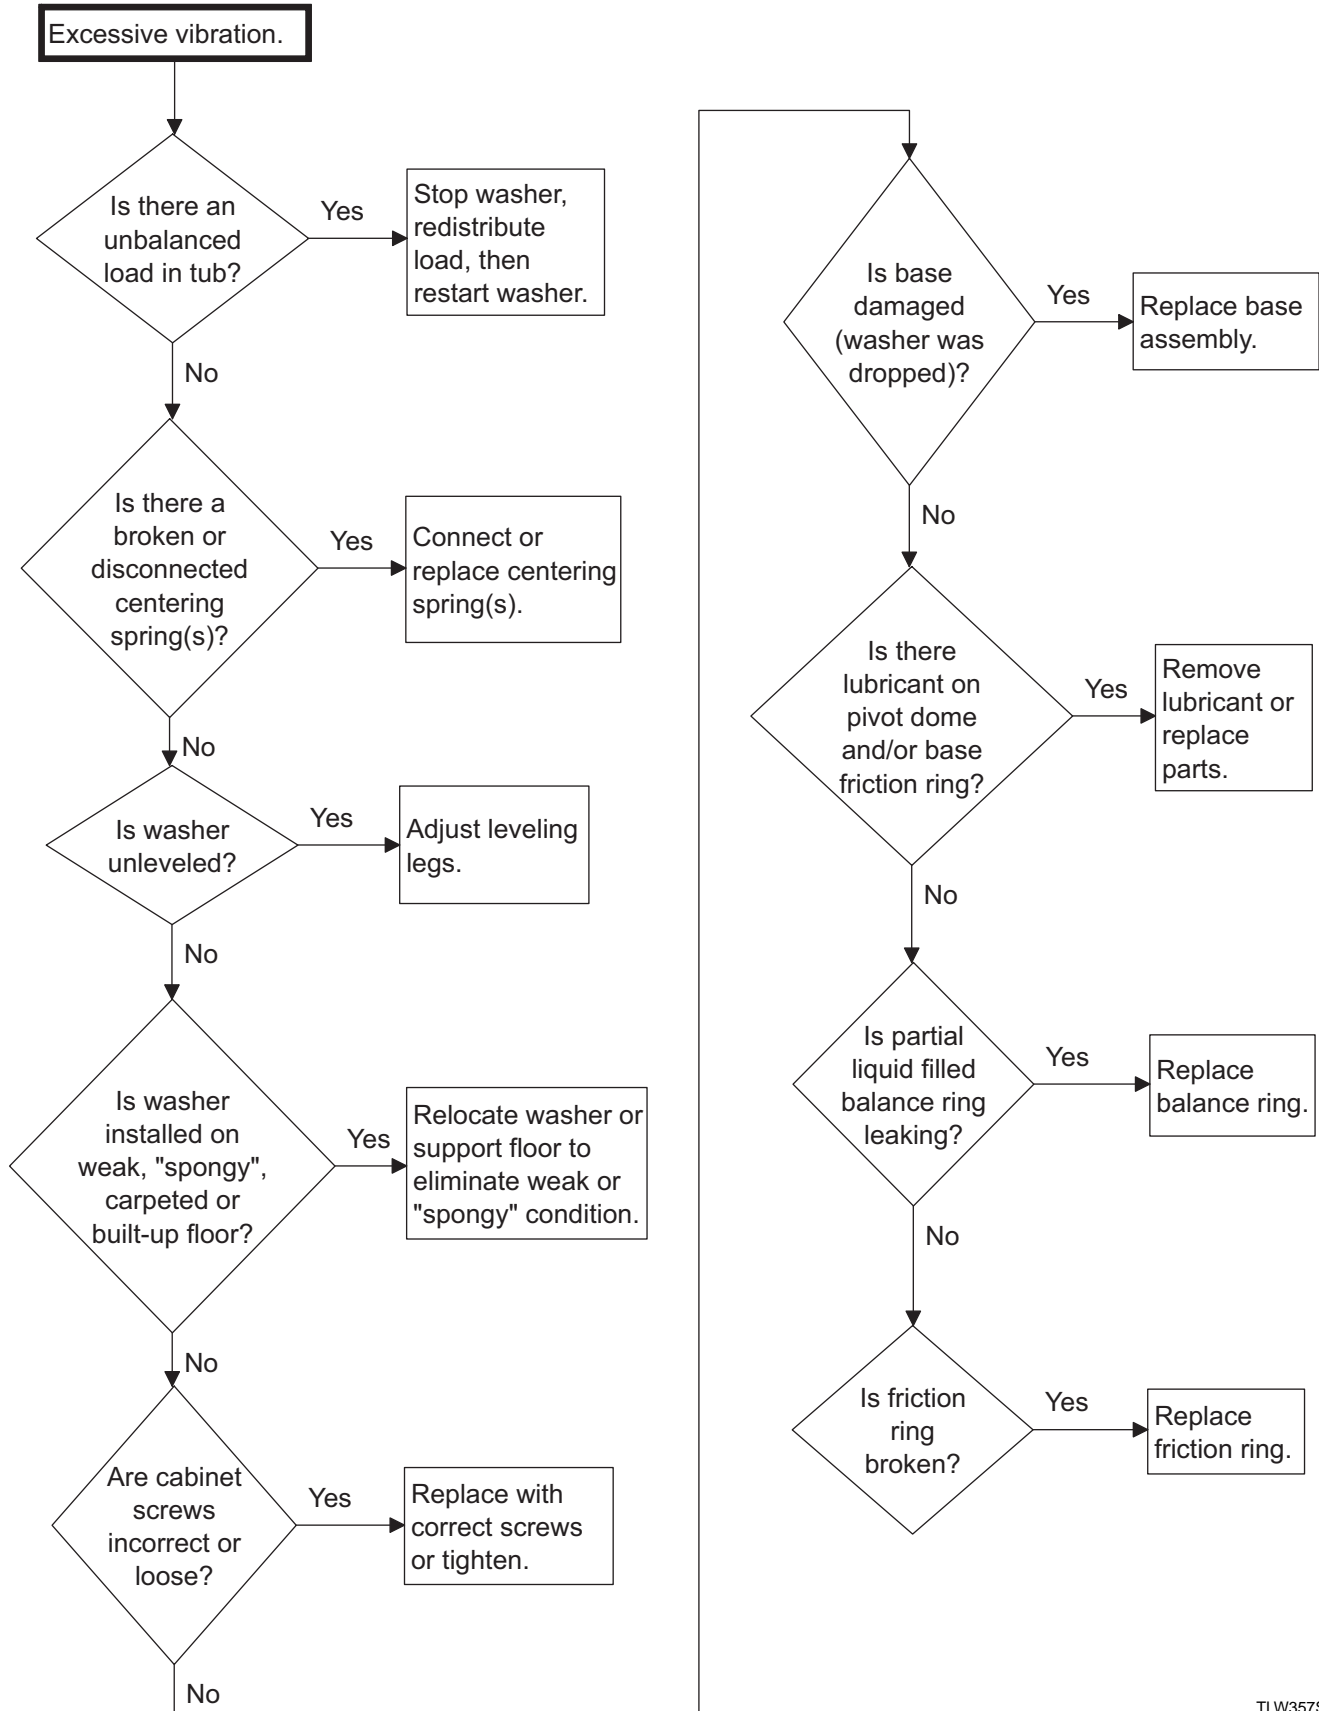 Excessive vibration.
Is there an
unbalanced
load in tub?
Yes
Stop washer,
redistribute
load, then
restart washer.
No
Is there a
broken or
disconnected
centering
spring(s)?
Yes
Connect or
replace centering
spring(s).
No
Is washer
unleveled?
Yes
Adjust leveling
legs.
No
Is washer
installed on
weak, "spongy",
carpeted or
built-up floor?
Yes
Relocate washer or
support floor to
eliminate weak or
"spongy" condition.
No
Are cabinet
screws
incorrect or
loose?
Yes
Replace with
correct screws
or tighten.
No
Is base
damaged
(washer was
dropped)?
Yes
Replace base
assembly.
No
Is there
lubricant on
pivot dome
and/or base
friction ring?
Yes
Remove
lubricant or
replace
parts.
No
Is partial
liquid filled
balance ring
leaking?
Yes
Replace
balance ring.
No
Is friction
ring
broken?
Yes
Replace
friction ring.
TLW357S